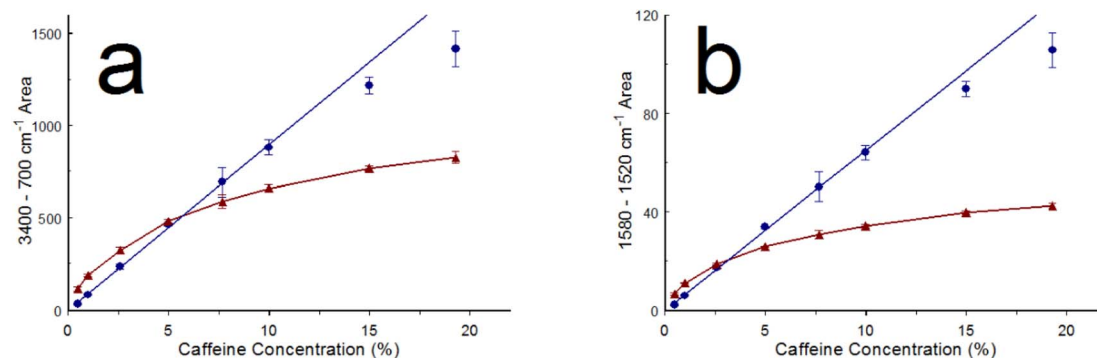 a
1500
1000
500
0
3400 - 700 cm⁻¹ Area
0 5 10 15 20
Caffeine Concentration (%)
b
120
80
40
0
1580 - 1520 cm⁻¹ Area
0 5 10 15 20
Caffeine Concentration (%)